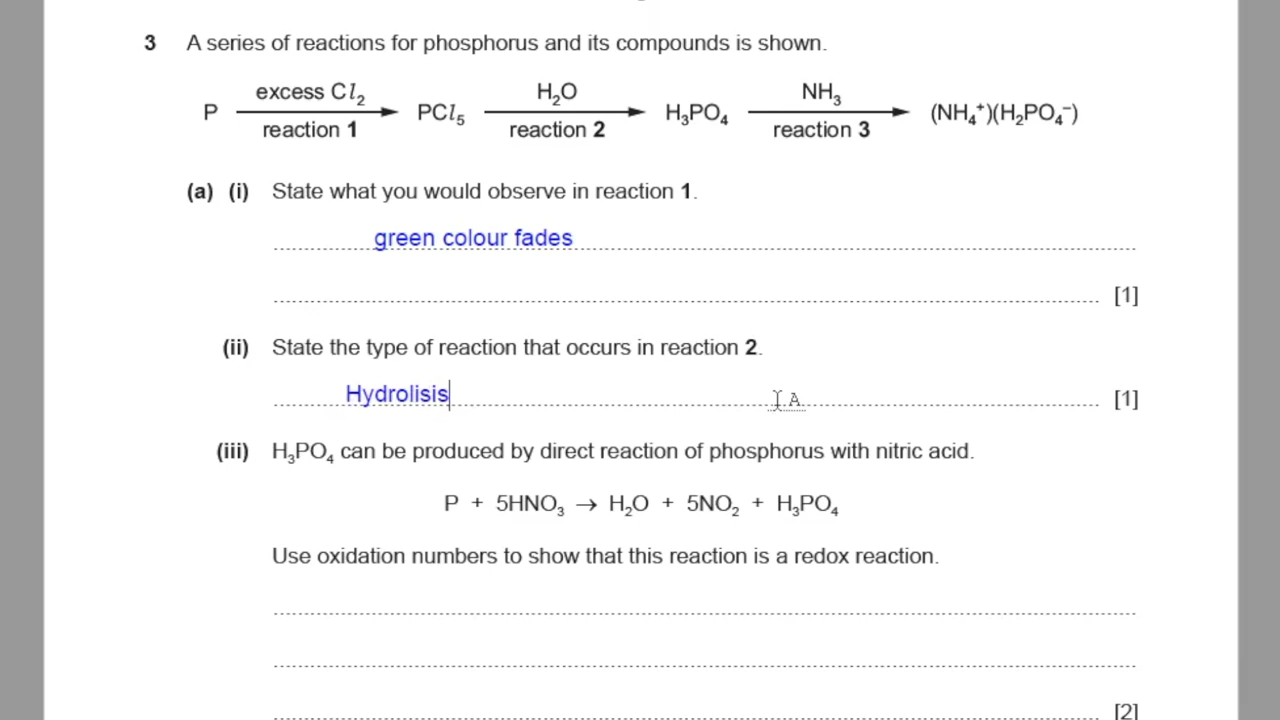 3 A series of reactions for phosphorus and its compounds is shown.
excess Cl₂ H₂O NH₃
P PCl₅ H₃PO₄ (NH₄⁺)(H₂PO₄⁻)
reaction 1 reaction 2 reaction 3
(a) (i) State what you would observe in reaction 1.
green colour fades
[1]
(ii) State the type of reaction that occurs in reaction 2.
Hydrolisis A [1]
(iii) H₃PO₄ can be produced by direct reaction of phosphorus with nitric acid.
P + 5HNO₃ → H₂O + 5NO₂ + H₃PO₄
Use oxidation numbers to show that this reaction is a redox reaction.
[2]